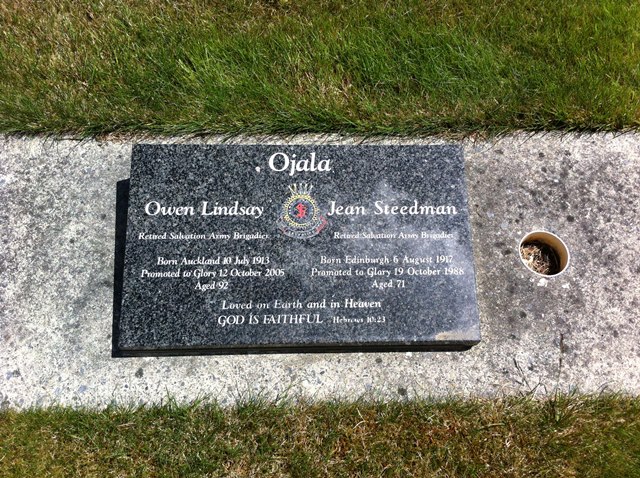 Ojala
Owen Lindsay
Jean Steedman
Retired Salvation Army Brigadier
Retired Salvation Army Brigadier
Born Auckland 10 July 1913
Born Edinburgh 6 August 1917
Promoted to Glory 12 October 2005
Promoted to Glory 19 October 1988
Aged 92
Aged 71
Loved on Earth and in Heaven
GOD IS FAITHFUL - Hebrews 10:23